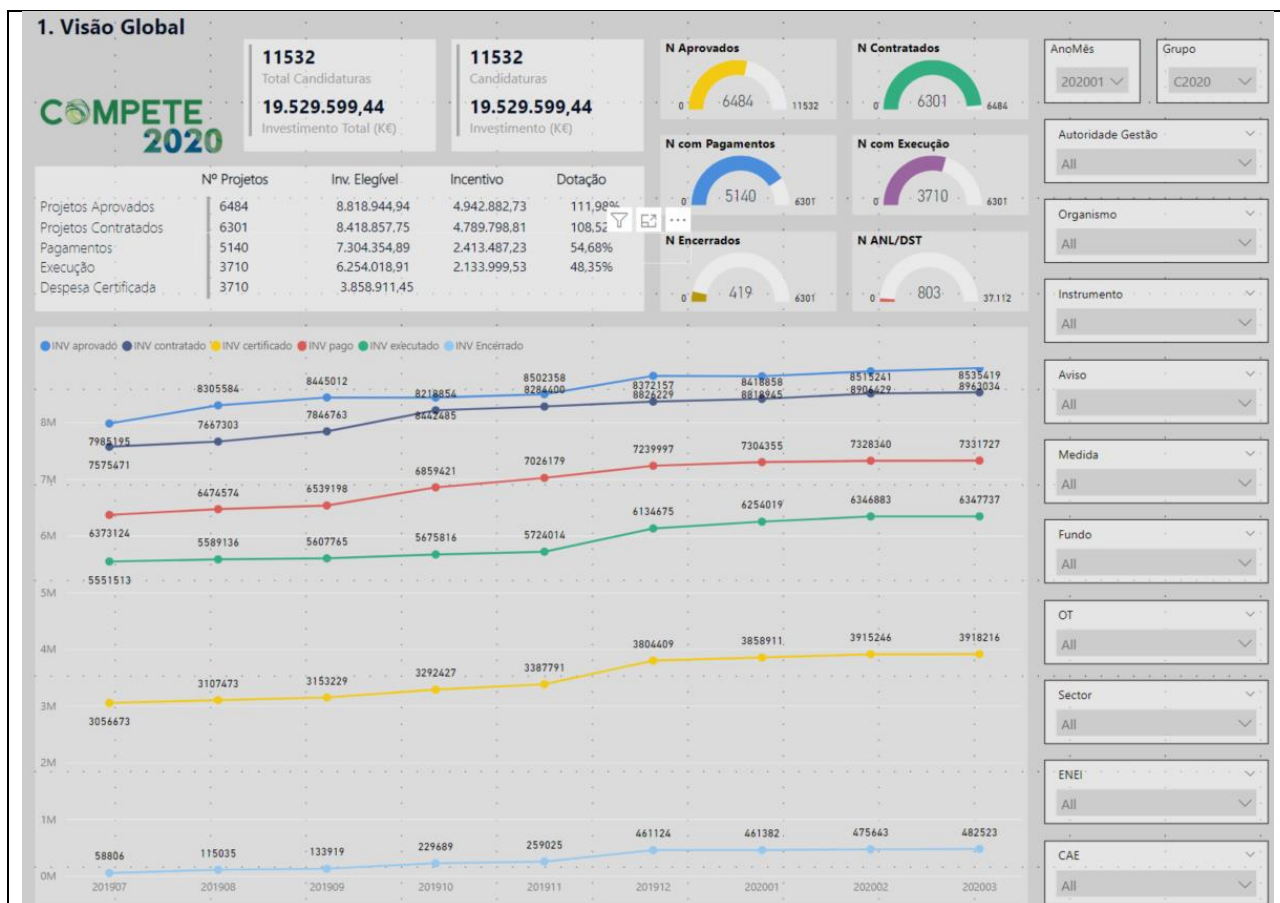 1. Visão Global
COMPETE
2020
11532
Total Candidaturas
19.529.599,44
Investimento Total (K€)
11532
Candidaturas
19.529.599,44
Investimento (K€)
N Aprovados
0 6484 11532
N Contratados
0 6301 6484
N com Pagamentos
0 5140 6301
N com Execução
0 3710 6301
N Encerrados
0 419 6301
N ANL/DST
0 803 37.112
AnoMês
202001
Grupo
C2020
Nº Projetos Inv. Elegível Incentivo Dotação
Projetos Aprovados 6484 8.818.944,94 4.942.882,73 111,98%
Projetos Contratados 6301 8.418.857,75 4.789.798,81 108,52
Pagamentos 5140 7.304.354,89 2.413.487,23 54,68%
Execução 3710 6.254.018,91 2.133.999,53 48,35%
Despesa Certificada 3710 3.858.911,45
INV aprovado INV contratado INV certificado INV pago INV executado INV Encerrado
8305584 8445012 8218854 8502358 8372157 8418858 8515241 8535419
8284400 8826229 8818945 8906429 8963034
7667303 7846763 8442485
8M
7985195
7575471
7239997 7304355 7328340 7331727
6859421 7026179
7M
6474574 6539198
6373124
6134675 6254019 6346883 6347737
6M
5589136 5607765 5675816 5724014
5551513
5M
4M
3804409 3858911 3915246 3918216
3107473 3153229 3292427 3387791
3M
3056673
2M
1M
58806 115035 133919 229689 259025 461124 461382 475643 482523
0M
201907 201908 201909 201910 201911 201912 202001 202002 202003
Autoridade Gestão
All
Organismo
All
Instrumento
All
Aviso
All
Medida
All
Fundo
All
OT
All
Sector
All
ENEI
All
CAE
All